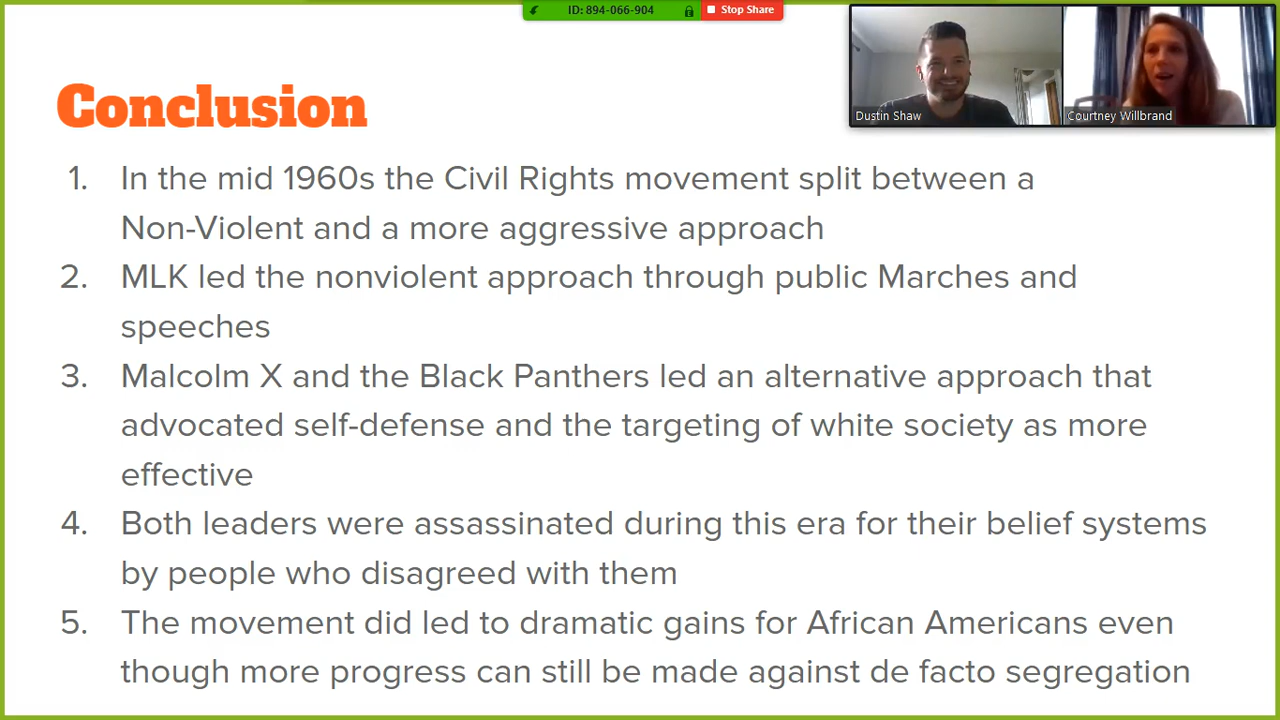 ID: 894-066-904
Stop Share
Dustin Shaw
Courtney Willbrand
Conclusion
1. In the mid 1960s the Civil Rights movement split between a
Non-Violent and a more aggressive approach
2. MLK led the nonviolent approach through public Marches and
speeches
3. Malcolm X and the Black Panthers led an alternative approach that
advocated self-defense and the targeting of white society as more
effective
4. Both leaders were assassinated during this era for their belief systems
by people who disagreed with them
5. The movement did led to dramatic gains for African Americans even
though more progress can still be made against de facto segregation